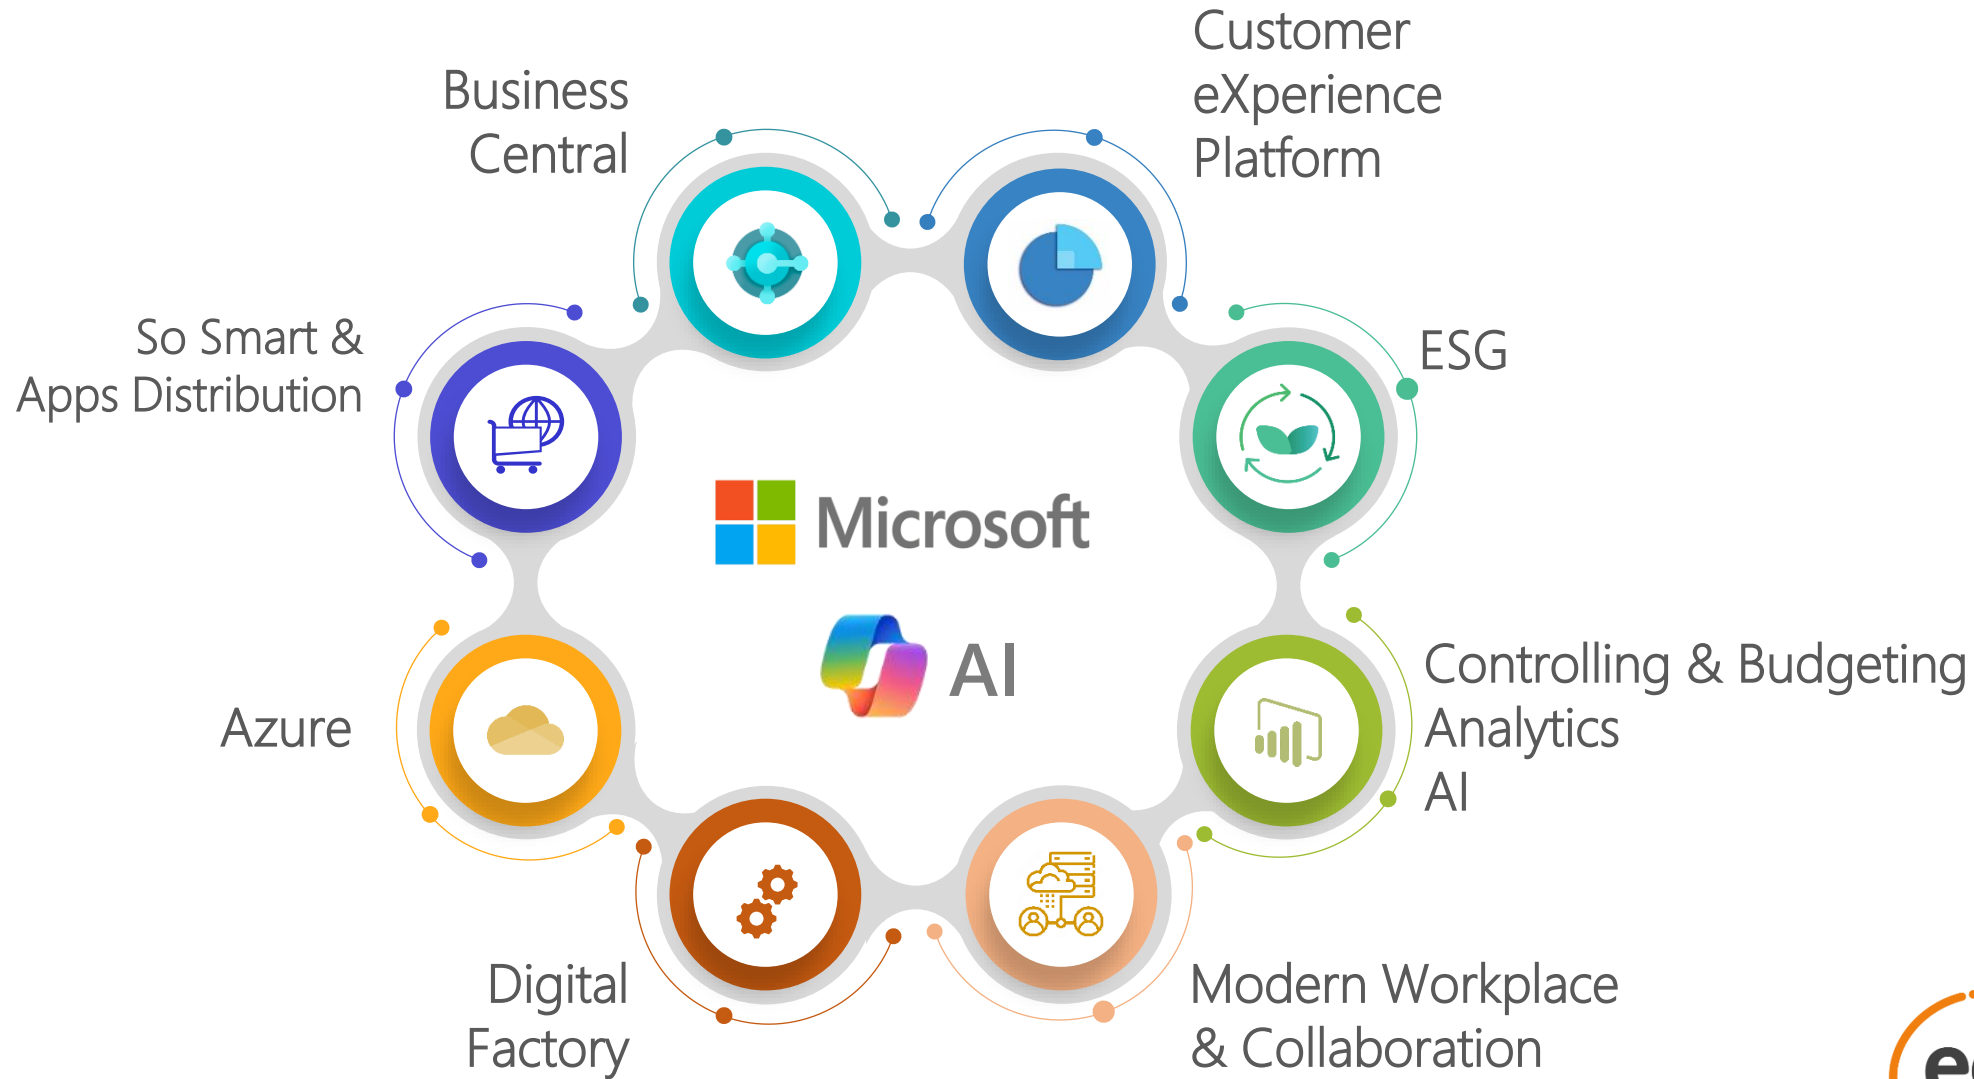 Customer
eXperience
Platform
Business
Central
So Smart &
Apps Distribution
ESG
Microsoft
AI
Azure
Controlling & Budgeting
Analytics
AI
Digital
Factory
Modern Workplace
& Collaboration